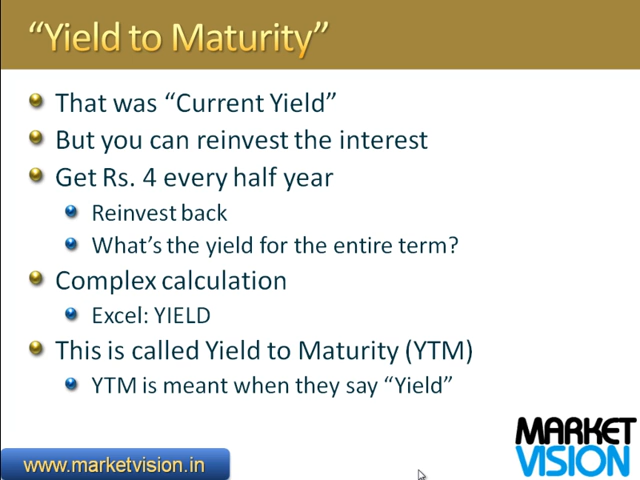 “Yield to Maturity”
That was “Current Yield”
But you can reinvest the interest
Get Rs. 4 every half year
Reinvest back
What’s the yield for the entire term?
Complex calculation
Excel: YIELD
This is called Yield to Maturity (YTM)
YTM is meant when they say “Yield”
MARKET
VISION
www.marketvision.in